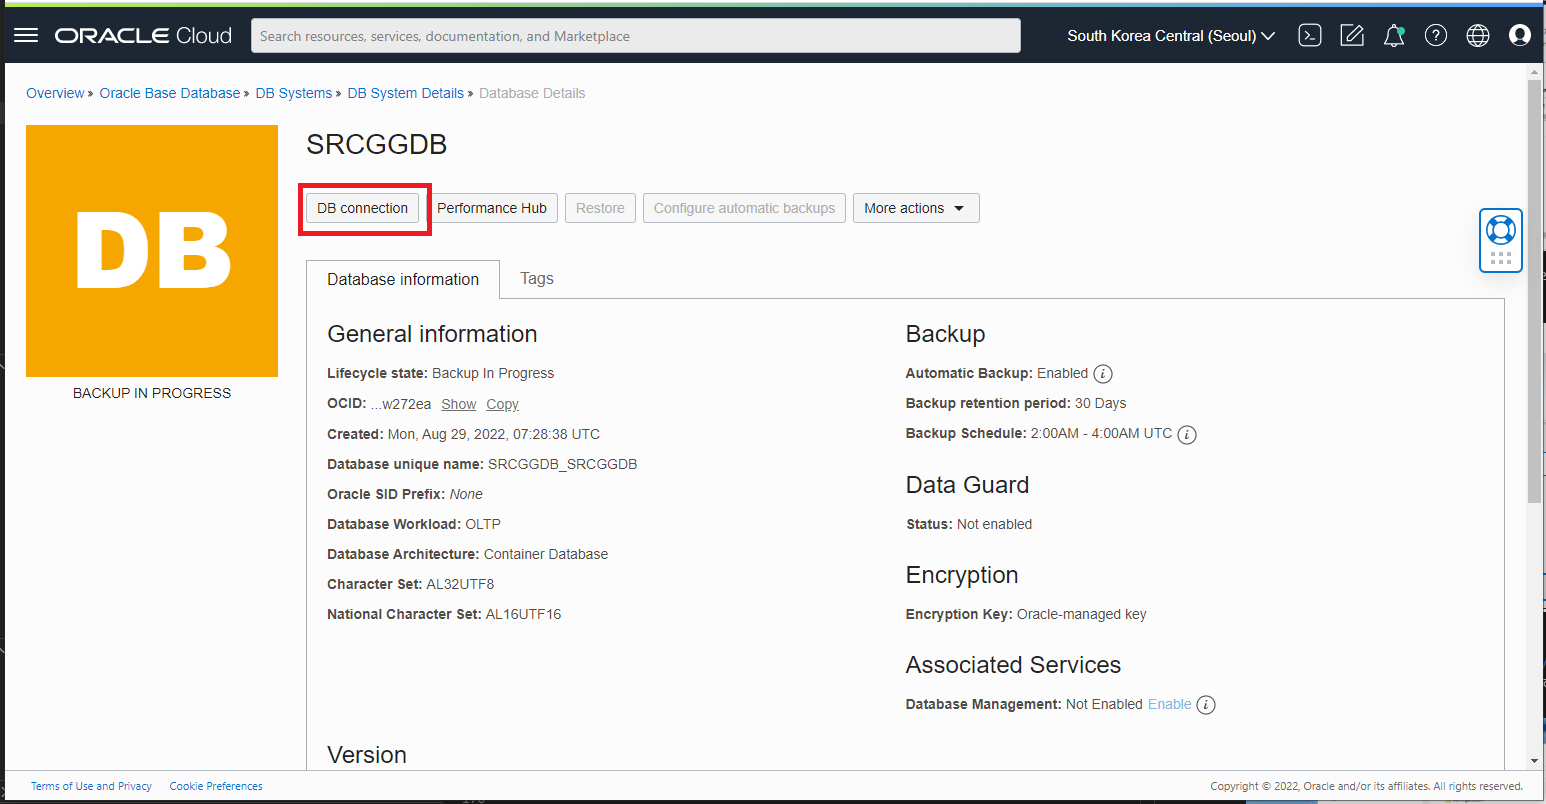 ORACLE Cloud
Search resources, services, documentation, and Marketplace
South Korea Central (Seoul)
Overview » Oracle Base Database » DB Systems » DB System Details » Database Details
DB
BACKUP IN PROGRESS
SRCGGDB
DB connection
Performance Hub
Restore
Configure automatic backups
More actions
Database information
Tags
General information
Lifecycle state: Backup In Progress
OCID: ...w272ea Show Copy
Created: Mon, Aug 29, 2022, 07:28:38 UTC
Database unique name: SRCGGDB_SRCGGDB
Oracle SID Prefix: None
Database Workload: OLTP
Database Architecture: Container Database
Character Set: AL32UTF8
National Character Set: AL16UTF16
Backup
Automatic Backup: Enabled
Backup retention period: 30 Days
Backup Schedule: 2:00AM - 4:00AM UTC
Data Guard
Status: Not enabled
Encryption
Encryption Key: Oracle-managed key
Associated Services
Database Management: Not Enabled Enable
Version
Terms of Use and Privacy
Cookie Preferences
Copyright © 2022, Oracle and/or its affiliates. All rights reserved.